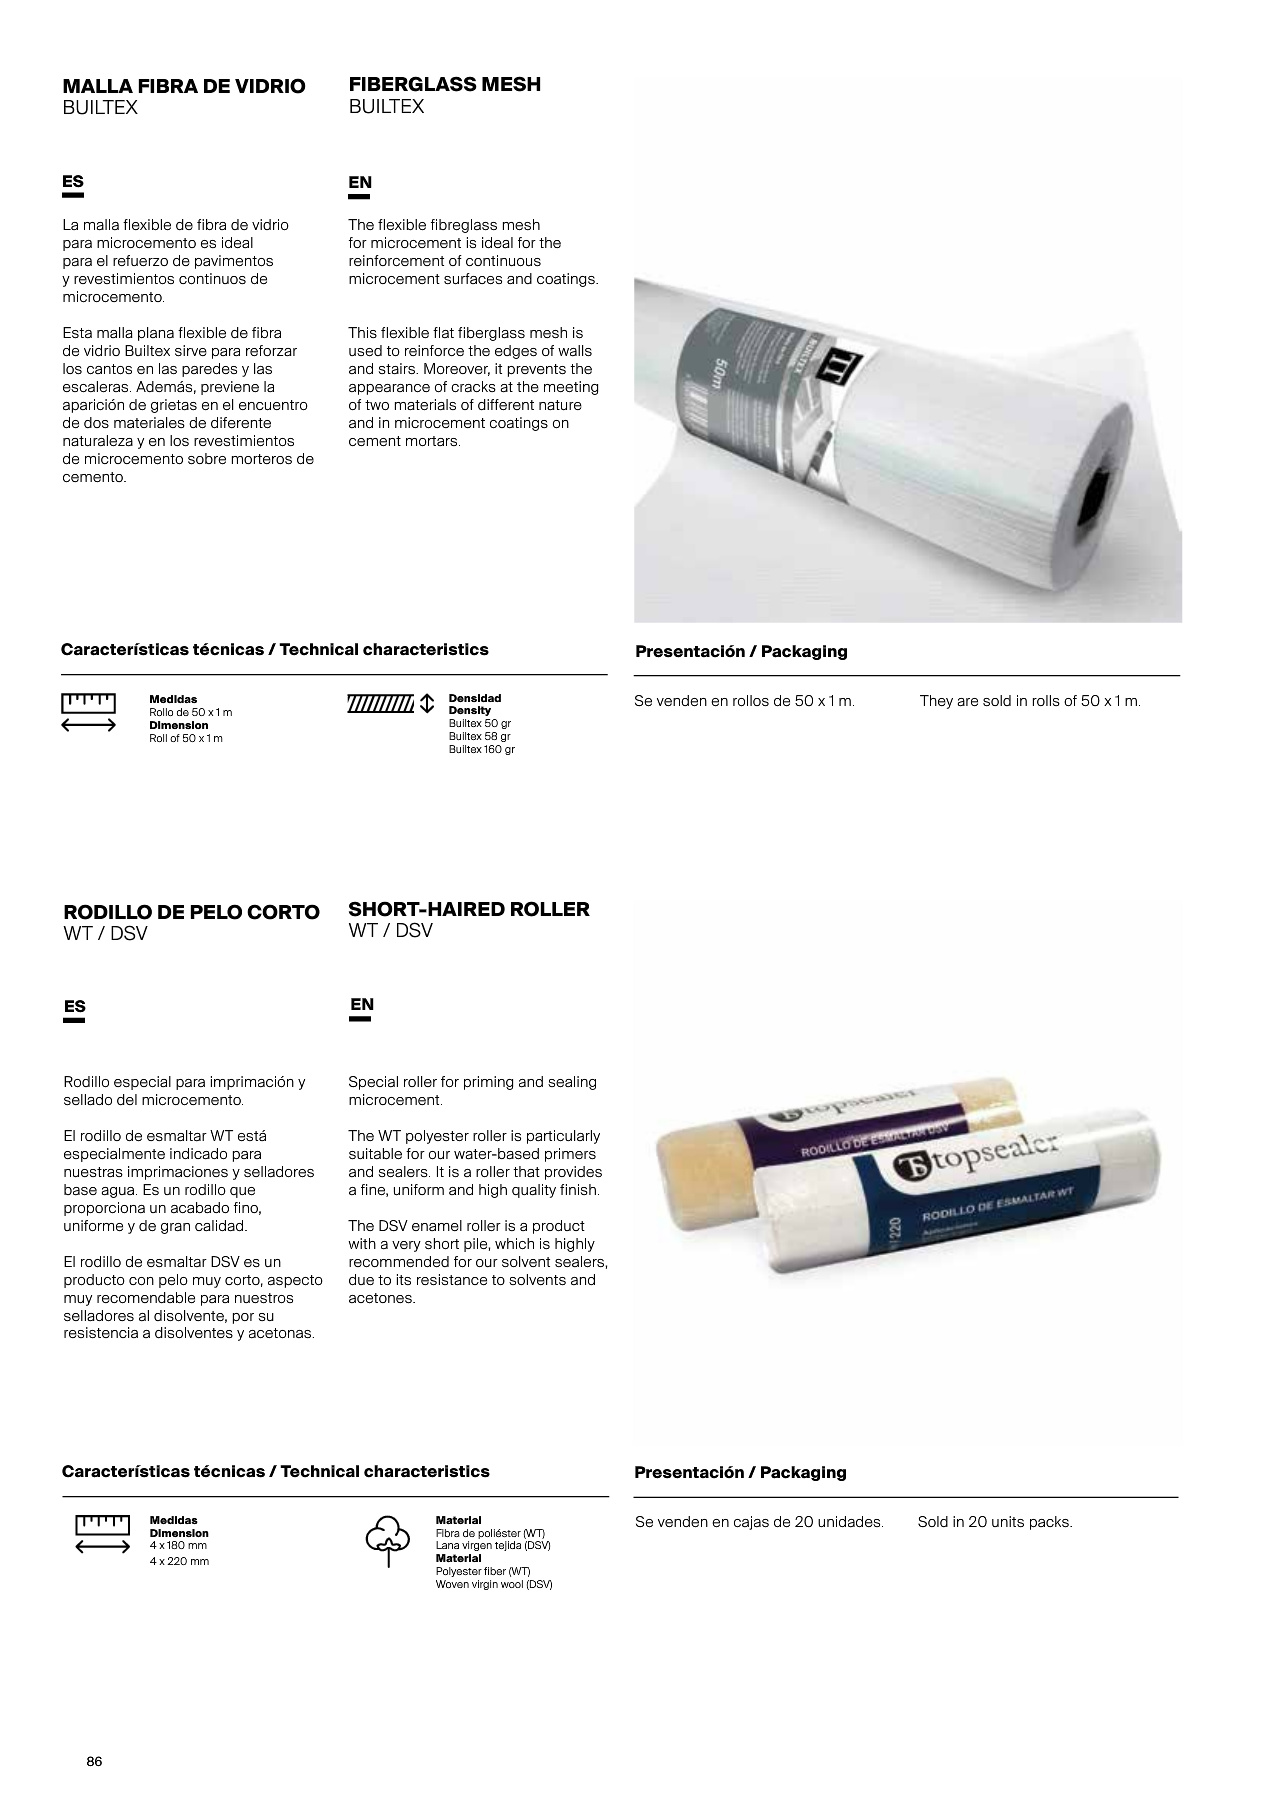 MALLA FIBRA DE VIDRIO
BUILTEX
ES
La malla flexible de fibra de vidrio
para microcemento es ideal
para el refuerzo de pavimentos
y revestimientos continuos de
microcemento.
Esta malla plana flexible de fibra
de vidrio Builtex sirve para reforzar
los cantos en las paredes y las
escaleras. Además, previene la
aparición de grietas en el encuentro
de dos materiales de diferente
naturaleza y en los revestimientos
de microcemento sobre morteros de
cemento.
FIBERGLASS MESH
BUILTEX
EN
The flexible fibreglass mesh
for microcement is ideal for the
reinforcement of continuous
microcement surfaces and coatings.
This flexible flat fiberglass mesh is
used to reinforce the edges of walls
and stairs. Moreover, it prevents the
appearance of cracks at the meeting
of two materials of different nature
and in microcement coatings on
cement mortars.
BUILTEX
50m
Características técnicas / Technical characteristics
Medidas
Rollo de 50 x 1 m
Dimension
Roll of 50 x 1 m
Densidad
Density
Builtex 50 gr
Builtex 58 gr
Builtex 160 gr
Presentación / Packaging
Se venden en rollos de 50 x 1 m.
They are sold in rolls of 50 x 1 m.
RODILLO DE PELO CORTO
WT / DSV
ES
Rodillo especial para imprimación y
sellado del microcemento.
El rodillo de esmaltar WT está
especialmente indicado para
nuestras imprimaciones y selladores
base agua. Es un rodillo que
proporciona un acabado fino,
uniforme y de gran calidad.
El rodillo de esmaltar DSV es un
producto con pelo muy corto, aspecto
muy recomendable para nuestros
selladores al disolvente, por su
resistencia a disolventes y acetonas.
SHORT-HAIRED ROLLER
WT / DSV
EN
Special roller for priming and sealing
microcement.
The WT polyester roller is particularly
suitable for our water-based primers
and sealers. It is a roller that provides
a fine, uniform and high quality finish.
The DSV enamel roller is a product
with a very short pile, which is highly
recommended for our solvent sealers,
due to its resistance to solvents and
acetones.
topsealer
RODILLO DE ESMALTAR DSV
topsealer
RODILLO DE ESMALTAR WT
220
Características técnicas / Technical characteristics
Medidas
Dimension
4 x 180 mm
4 x 220 mm
Material
Fibra de poliéster (WT)
Lana virgen tejida (DSV)
Material
Polyester fiber (WT)
Woven virgin wool (DSV)
Presentación / Packaging
Se venden en cajas de 20 unidades.
Sold in 20 units packs.
86